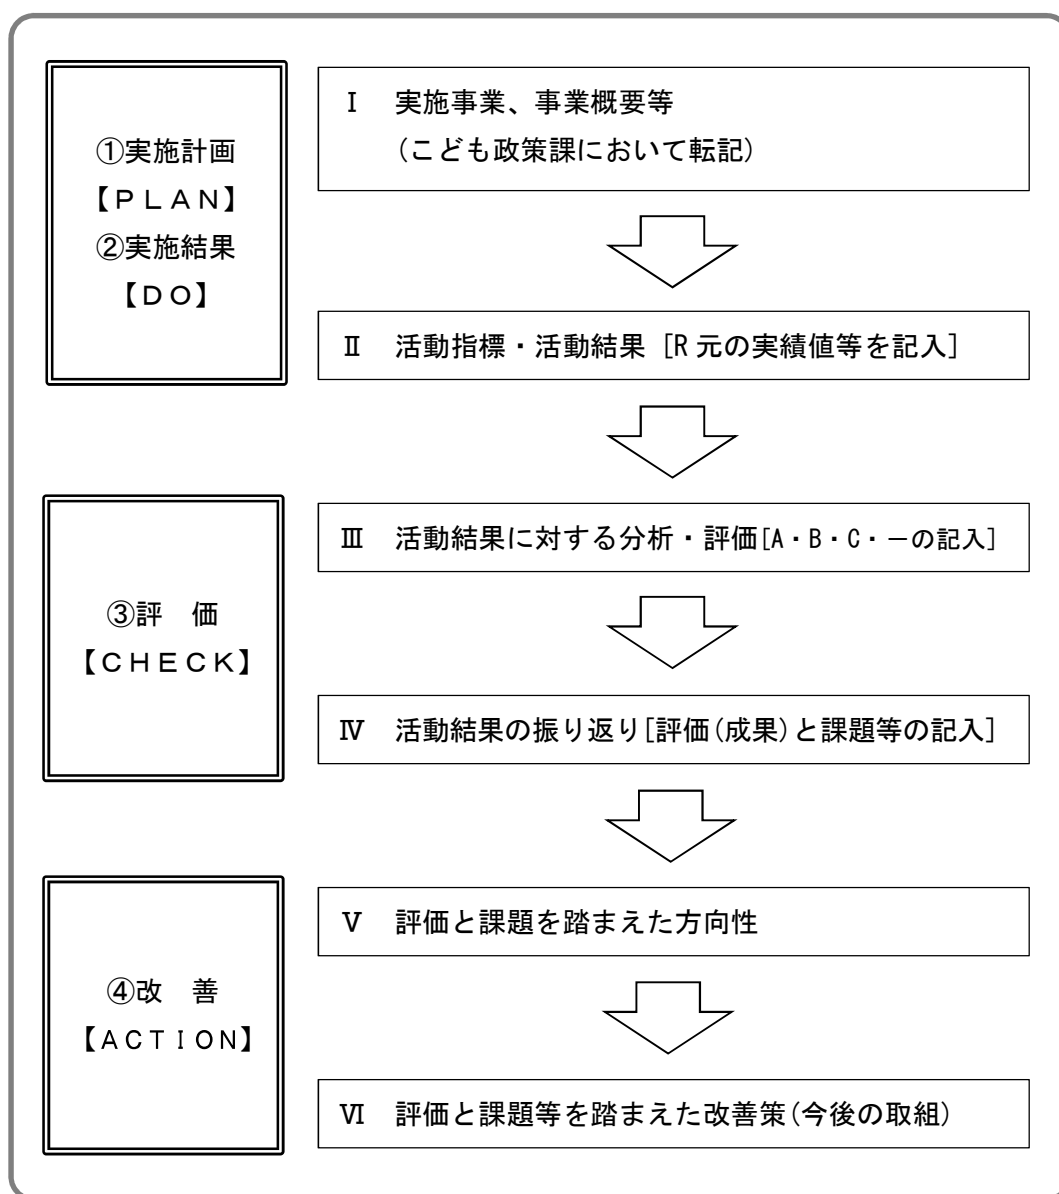 ①実施計画
【ＰＬＡＮ】
②実施結果
【ＤＯ】
Ⅰ 実施事業、事業概要等
(こども政策課において転記)
Ⅱ 活動指標・活動結果 [R元の実績値等を記入]
③評　価
【ＣＨＥＣＫ】
Ⅲ 活動結果に対する分析・評価[A・B・C・－の記入]
Ⅳ 活動結果の振り返り[評価(成果)と課題等の記入]
④改　善
【ＡＣＴＩＯＮ】
Ⅴ 評価と課題を踏まえた方向性
Ⅵ 評価と課題等を踏まえた改善策(今後の取組)